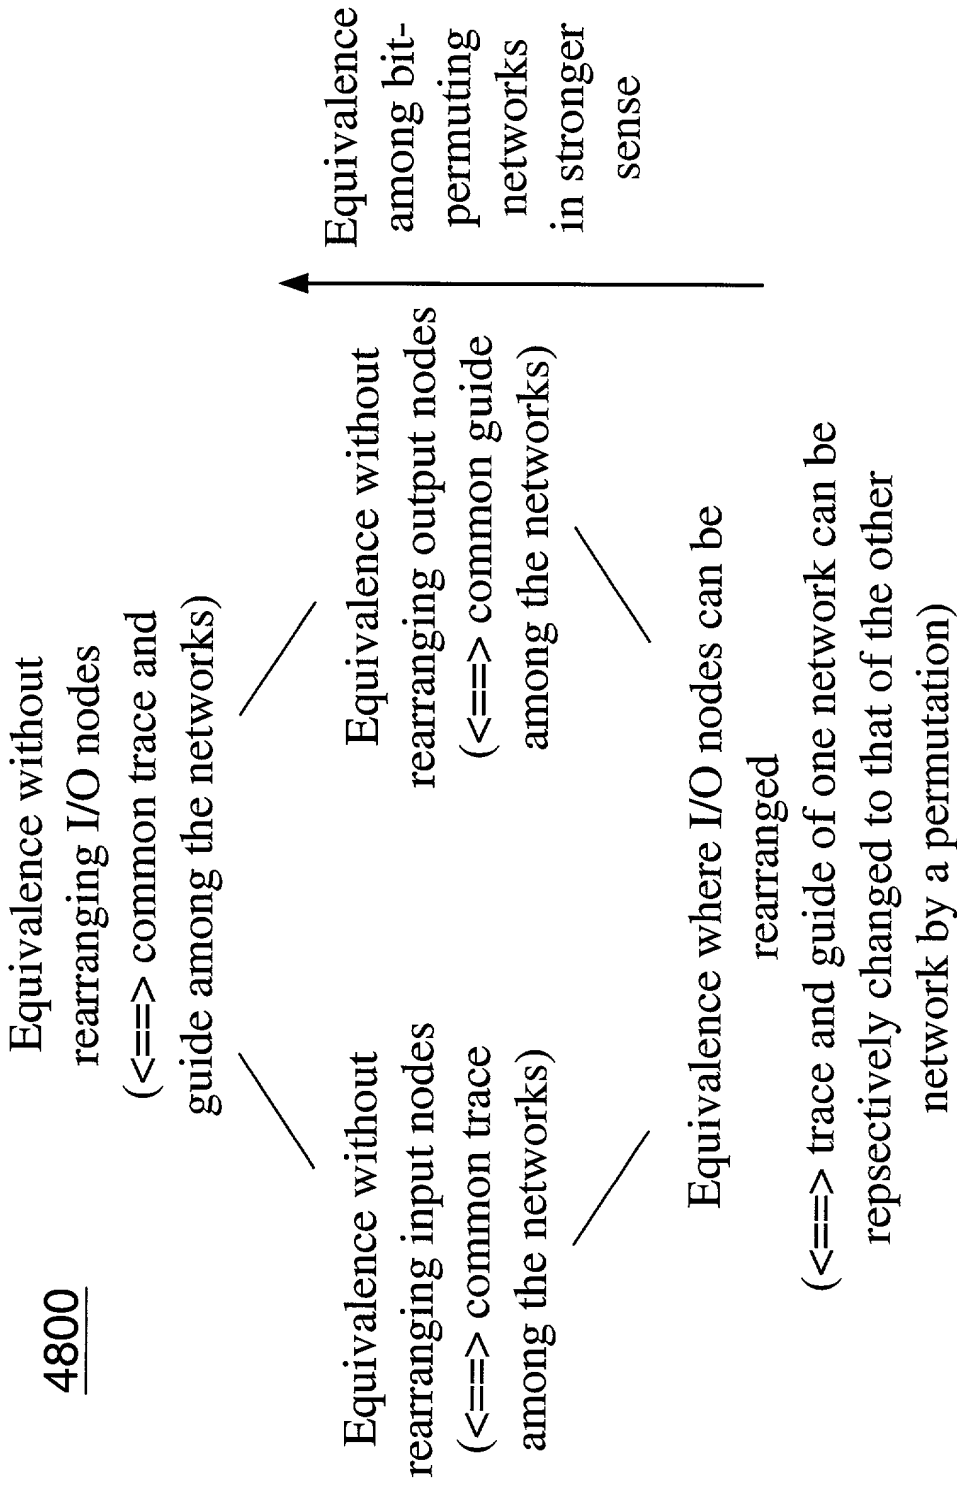 4800
Equivalence without
rearranging I/O nodes
(<==> common trace and
guide among the networks)
Equivalence without
rearranging input nodes
(<==> common trace
among the networks)
Equivalence without
rearranging output nodes
(<==> common guide
among the networks)
Equivalence
among bit-
permuting
networks
in stronger
sense
Equivalence where I/O nodes can be
rearranged
(<==> trace and guide of one network can be
repsectively changed to that of the other
network by a permutation)